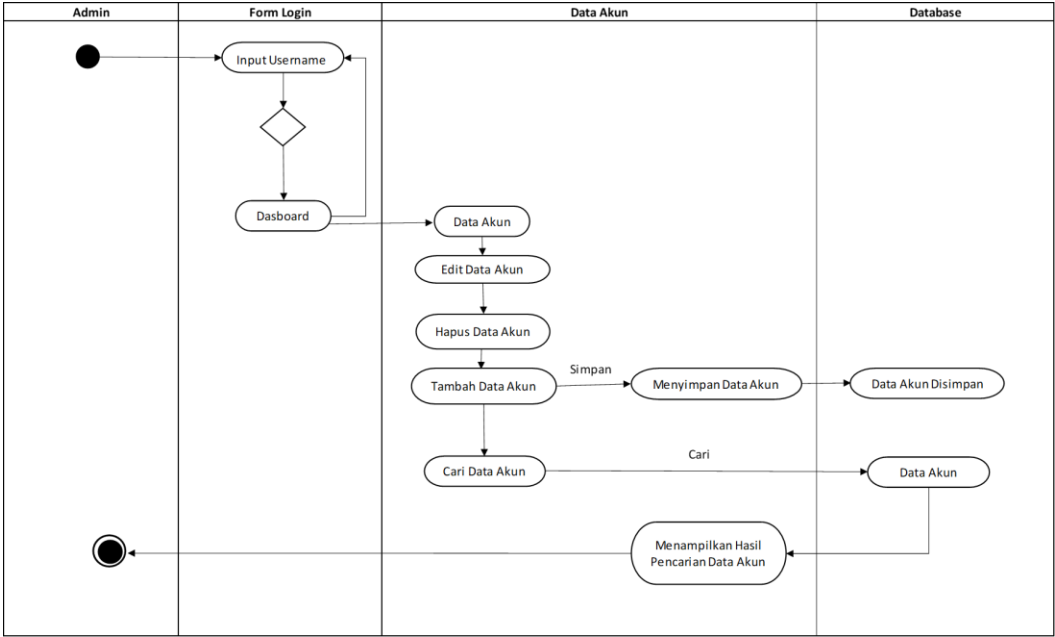 Admin
Form Login
Data Akun
Database
Input Username
Dasboard
Data Akun
Edit Data Akun
Hapus Data Akun
Tambah Data Akun
Simpan
Menyimpan Data Akun
Data Akun Disimpan
Cari Data Akun
Cari
Data Akun
Menampilkan Hasil
Pencarian Data Akun